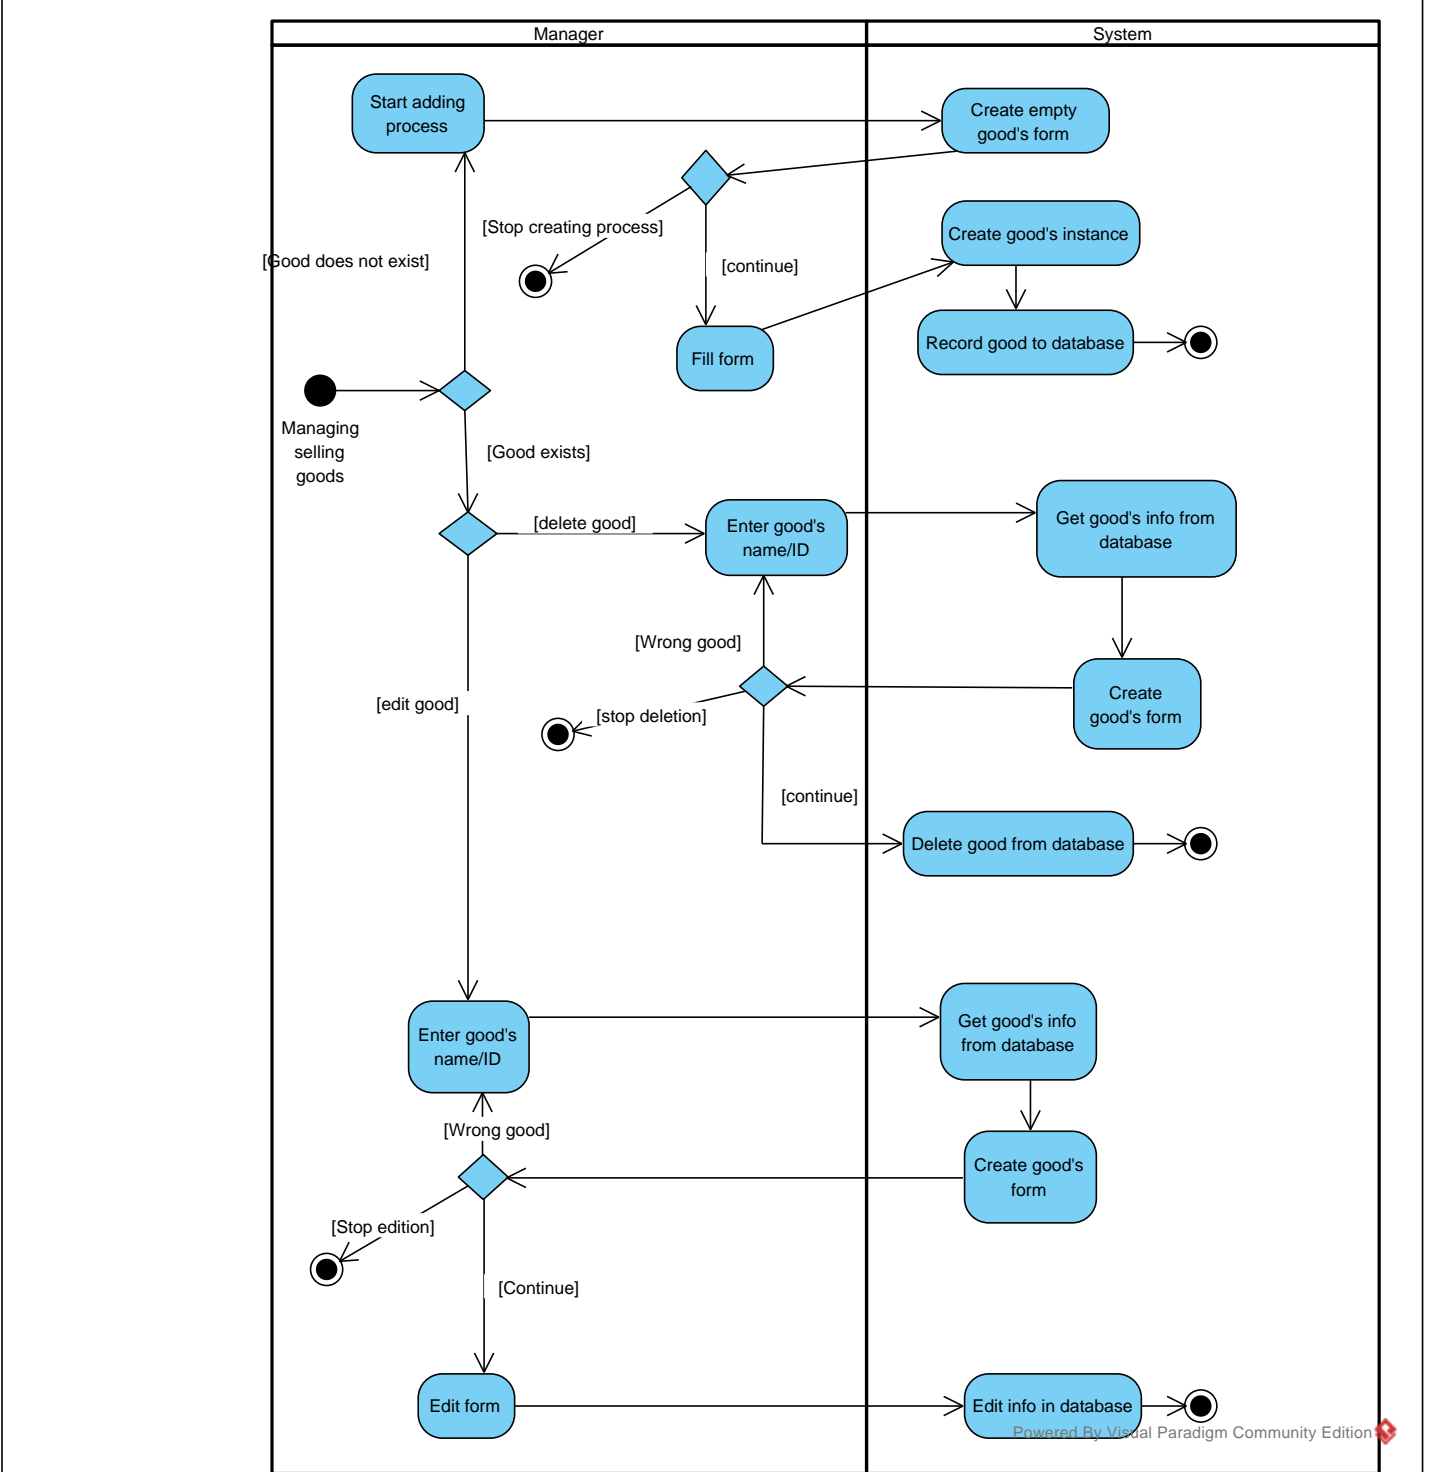 Manager
System
Start adding
process
Create empty
good's form
[Stop creating process]
Create good's instance
[Good does not exist]
[continue]
Record good to database
Fill form
Managing
selling
goods
[Good exists]
[delete good]
Enter good's
name/ID
Get good's info from
database
[Wrong good]
[edit good]
[stop deletion]
Create
good's form
[continue]
Delete good from database
Enter good's
name/ID
Get good's info
from database
[Wrong good]
Create good's
form
[Stop edition]
[Continue]
Edit form
Edit info in database
Powered By Visual Paradigm Community Edition